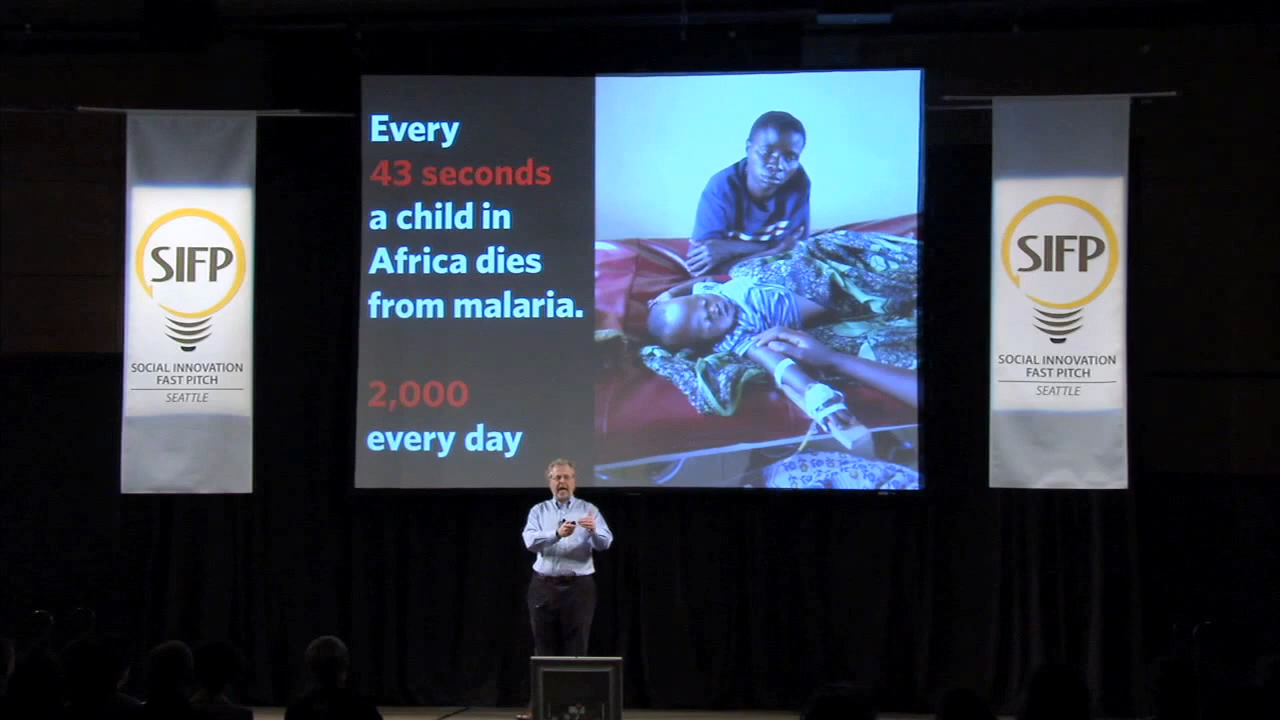 Every
43 seconds
a child in
Africa dies
from malaria.
2,000
every day
SIFP
SOCIAL INNOVATION
FAST PITCH
SEATTLE
SIFP
SOCIAL INNOVATION
FAST PITCH
SEATTLE